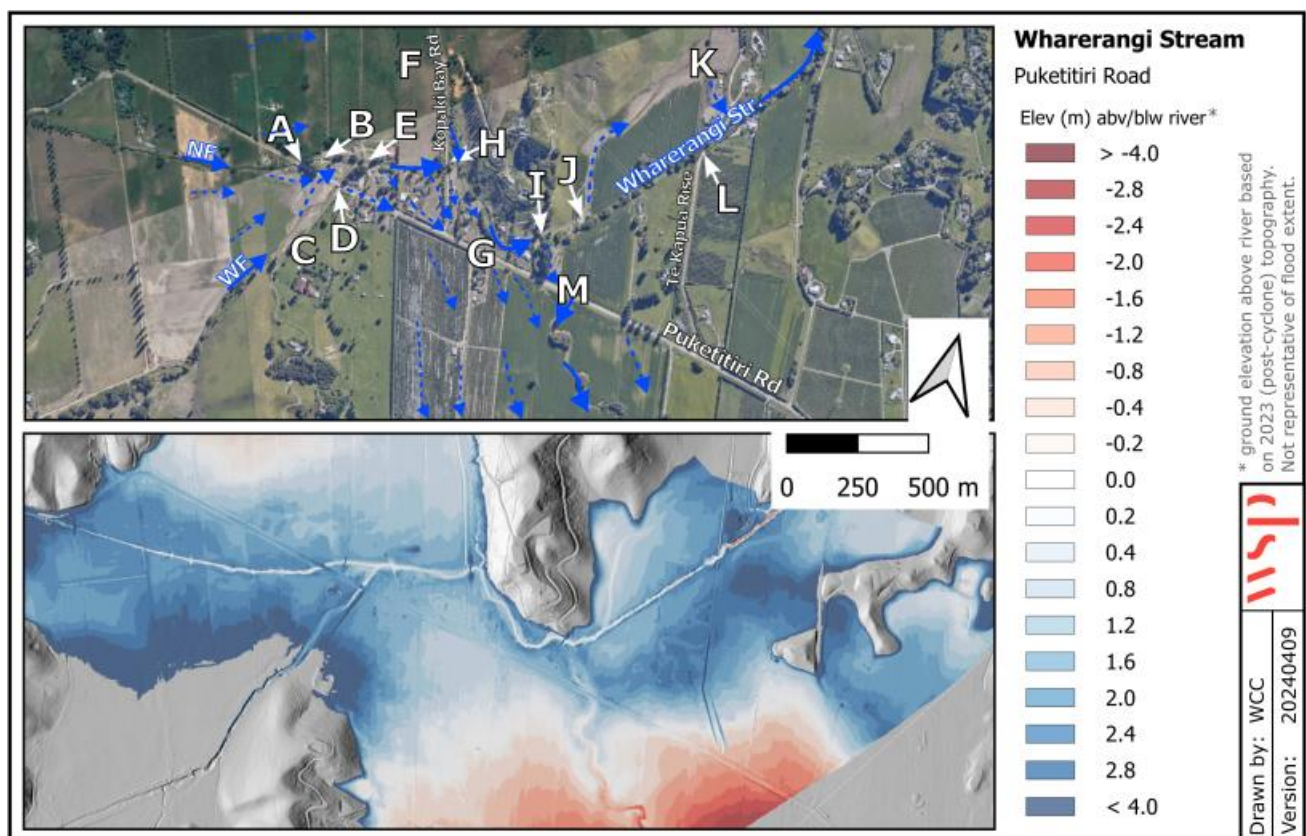 Wharerangi Stream
Puketitiri Road
Elev (m) abv/blw river*
> -4.0
-2.8
-2.4
-2.0
-1.6
-1.2
-0.8
-0.4
-0.2
0.0
0.2
0.4
0.8
1.2
1.6
2.0
2.4
2.8
< 4.0
* ground elevation above river based
on 2023 (post-cyclone) topography.
Not representative of flood extent.
wsp
Drawn by: WCC
Version: 20240409
A
B
C
D
E
F
G
H
I
J
K
L
M
NF
WF
Kopaki Bay Rd
Wharerangi Str.
Te Kapua Rise
Puketitiri Rd
0 250 500 m